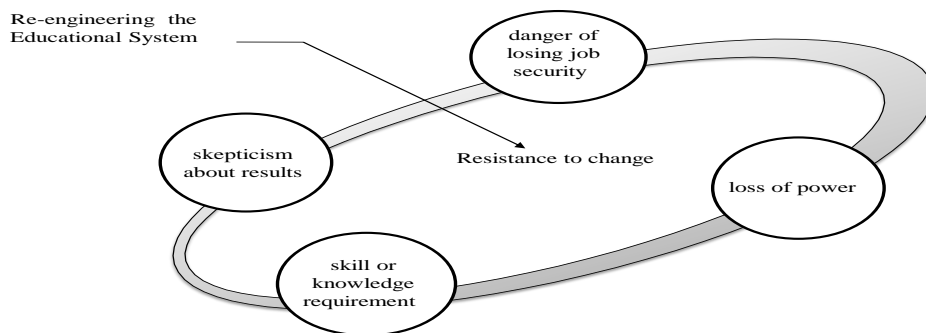 Re-engineering the
Educational System
danger of
losing job
security
skepticism
about results
Resistance to change
loss of power
skill or
knowledge
requirement